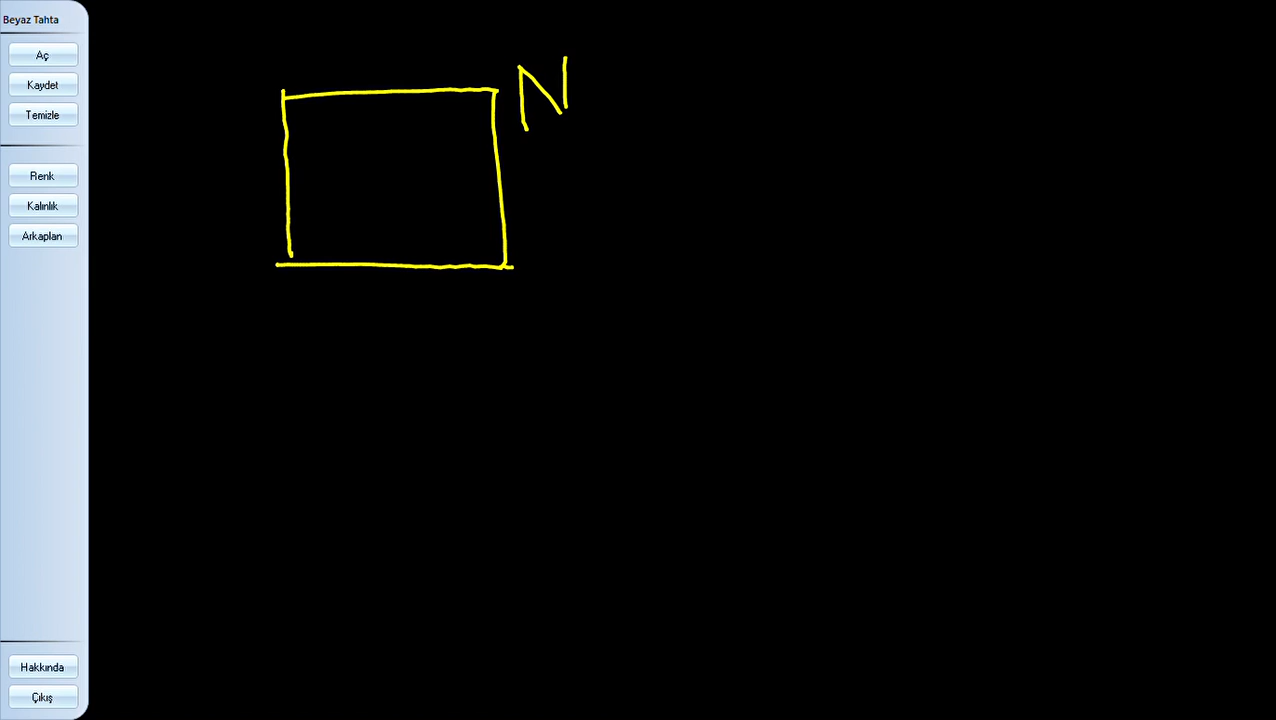 Beyaz Tahta
Aç
Kaydet
Temizle
Renk
Kalınlık
Arkaplan
Hakkında
Çıkış
N